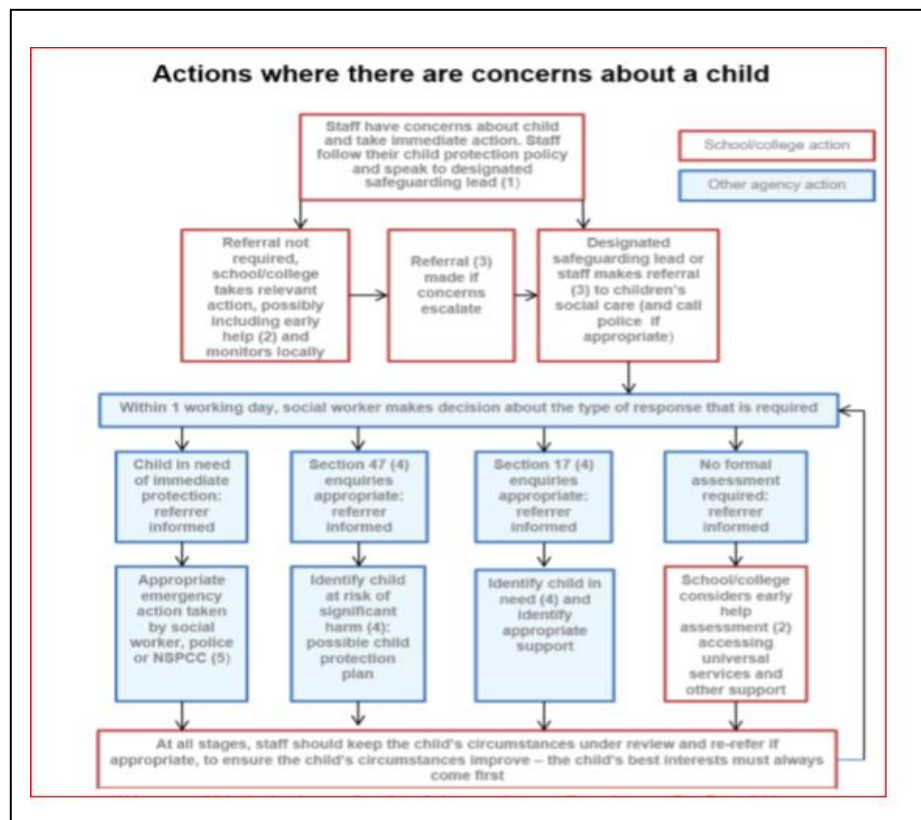 Actions where there are concerns about a child
Staff have concerns about child
and take immediate action. Staff
follow their child protection policy
and speak to designated
safeguarding lead (1)
School/college action
Other agency action
Referral not
required,
school/college
takes relevant
action, possibly
including early
help (2) and
monitors locally
Referral (3)
made if
concerns
escalate
Designated
safeguarding lead or
staff makes referral
(3) to children's
social care (and call
police if
appropriate)
Within 1 working day, social worker makes decision about the type of response that is required
Child in need
of immediate
protection:
referrer
informed
Section 47 (4)
enquiries
appropriate:
referrer
informed
Section 17 (4)
enquiries
appropriate:
referrer
informed
No formal
assessment
required:
referrer
informed
Appropriate
emergency
action taken
by social
worker, police
or NSPCC (5)
Identify child
at risk of
significant
harm (4):
possible child
protection
plan
Identify child in
need (4) and
identify
appropriate
support
School/college
considers early
help
assessment (2)
accessing
universal
services and
other support
At all stages, staff should keep the child's circumstances under review and re-refer if
appropriate, to ensure the child's circumstances improve – the child's best interests must always
come first